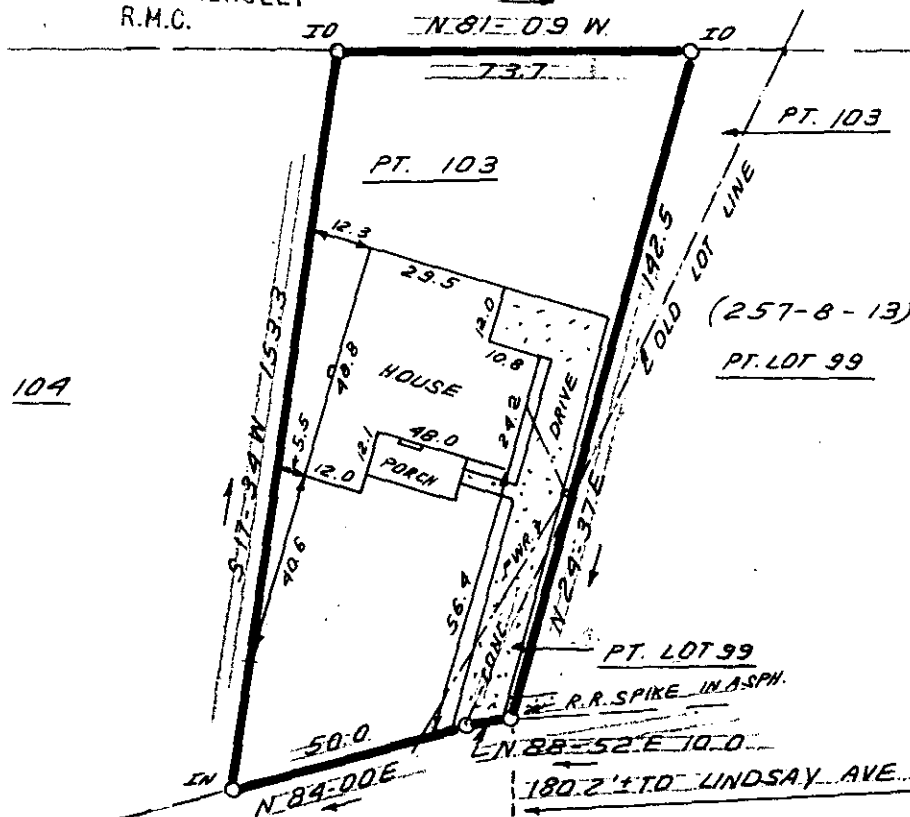 R.M.C.
IO
N 81-09 W
IO
73.7
PT. 103
PT. 103
12.3
29.5
12.0
10.8
48.8
HOUSE
24.2
DRIVE
142.5
OLD LOT LINE
(257-8-13)
PT. LOT 99
104
S 17-34 W 153.3
5.5
12.0
12.1
48.0
PORCH
40.6
56.4
PWR.
CONC.
N 24-37 E
PT. LOT 99
R.R. SPIKE IN ASPH.
50.0
N 88-52 E 10.0
IN
N 84-00 E
180.2'± TO LINDSAY AVE